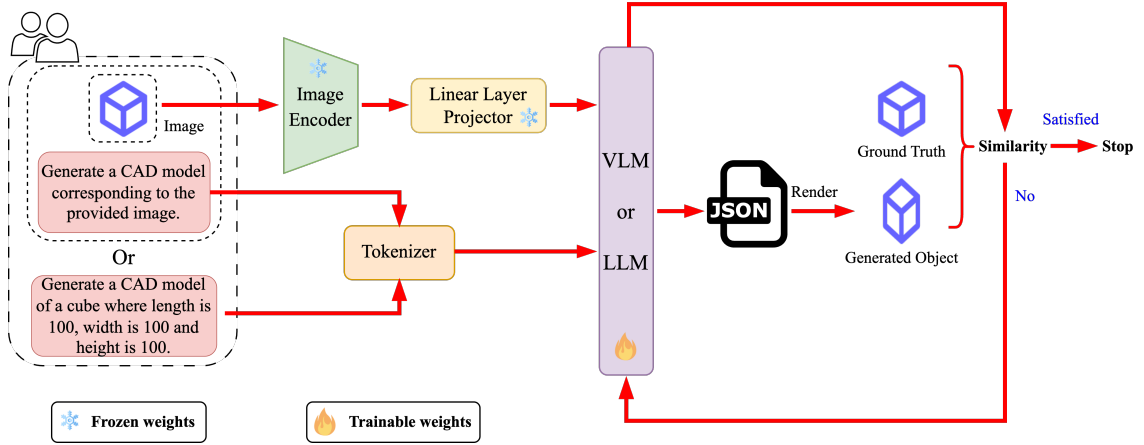 Image
Generate a CAD model
corresponding to the
provided image.
Or
Generate a CAD model
of a cube where length is
100, width is 100 and
height is 100.
Image
Encoder
Linear Layer
Projector
Tokenizer
VLM
or
LLM
JSON
Render
Ground Truth
Generated Object
Similarity
Satisfied
Stop
No
Frozen weights
Trainable weights